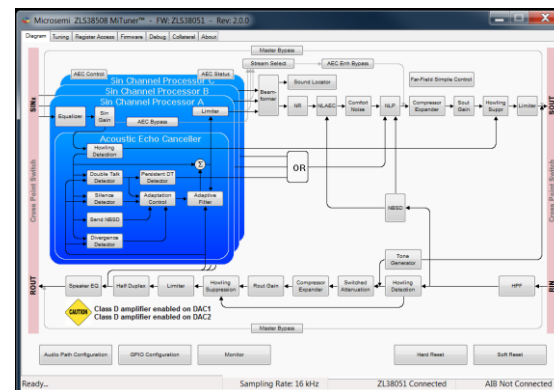 Microsemi ZLS38508 MiTuner™ - FW: ZLS38051 - Rev: 2.0.0
Diagram Tuning Register Access Firmware Debug Collateral About
Master Bypass
AEC Control AEC Status Stream Select AEC Enh Bypass
Sin Channel Processor C
Sin Channel Processor B
Sin Channel Processor A
Sound Locator Far-Field Simple Control
SINx Equalizer Sin Gain AEC Bypass Limiter Beam-former NR NLAEC Comfort Noise NLP Compressor Expander Sout Gain Howling Suppr Limiter SOUT
Acoustic Echo Canceller
Howling Detection
OR
Double Talk Detector Persistent DT Detector Σ
Silence Detector Adaptation Control Adaptive Filter
Send NBSD NBSD
Divergence Detector
Cross Point Switch
Cross Point Switch
Tone Generator
ROUT Speaker EQ Half Duplex Limiter Howling Suppression Rout Gain Compressor Expander Switched Attenuation Howling Detection HPF RIN
CAUTION Class D amplifier enabled on DAC1
Class D amplifier enabled on DAC2
Master Bypass
Audio Path Configuration GPIO Configuration Monitor Hard Reset Soft Reset
Ready... Sampling Rate: 16 kHz ZL38051 Connected AIB Not Connected